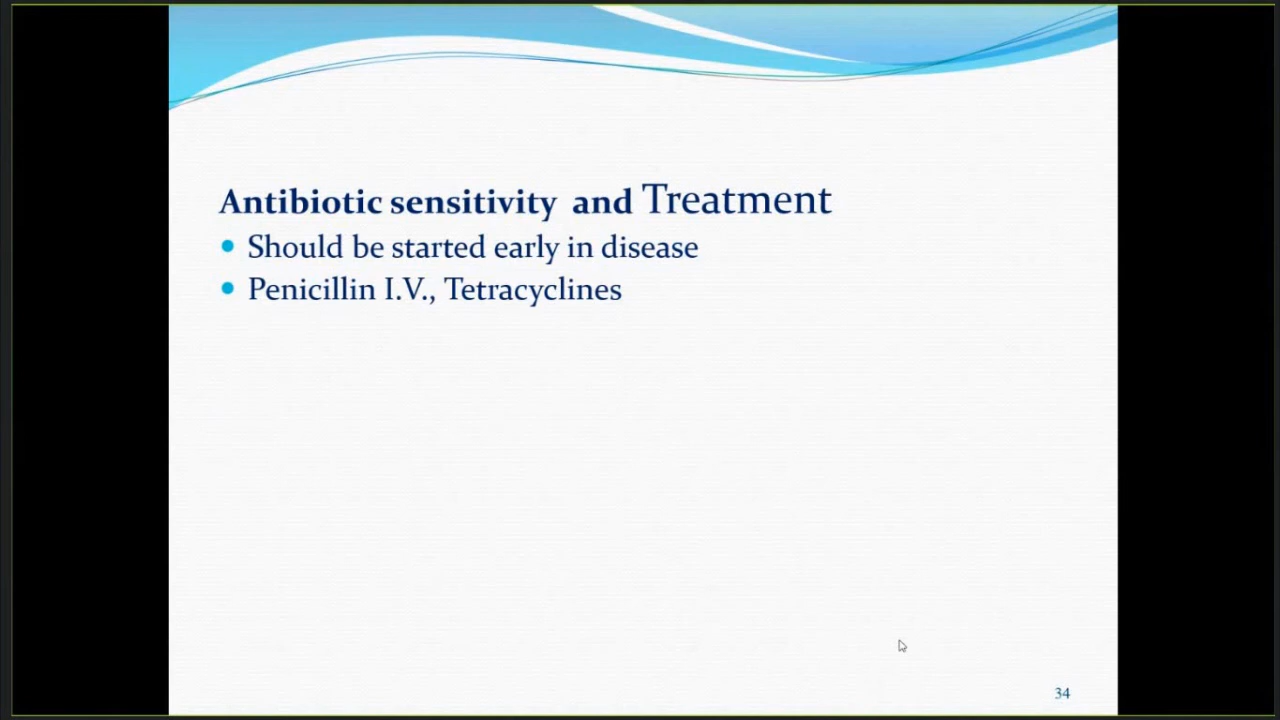 Antibiotic sensitivity and Treatment
Should be started early in disease
Penicillin I.V., Tetracyclines
34